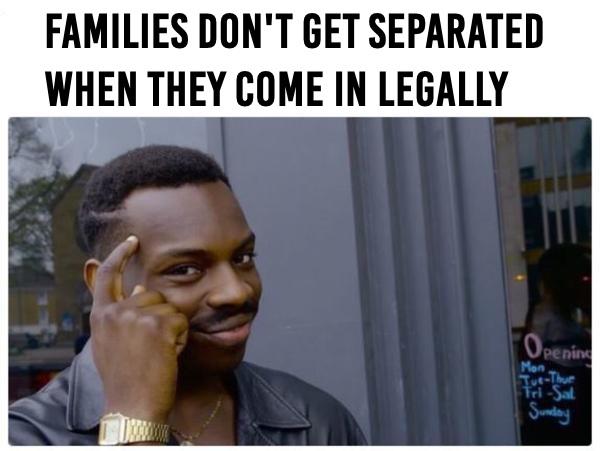 FAMILIES DON'T GET SEPARATED
WHEN THEY COME IN LEGALLY
Opening
Mon
Tue-Thur
Fri-Sat
Sunday